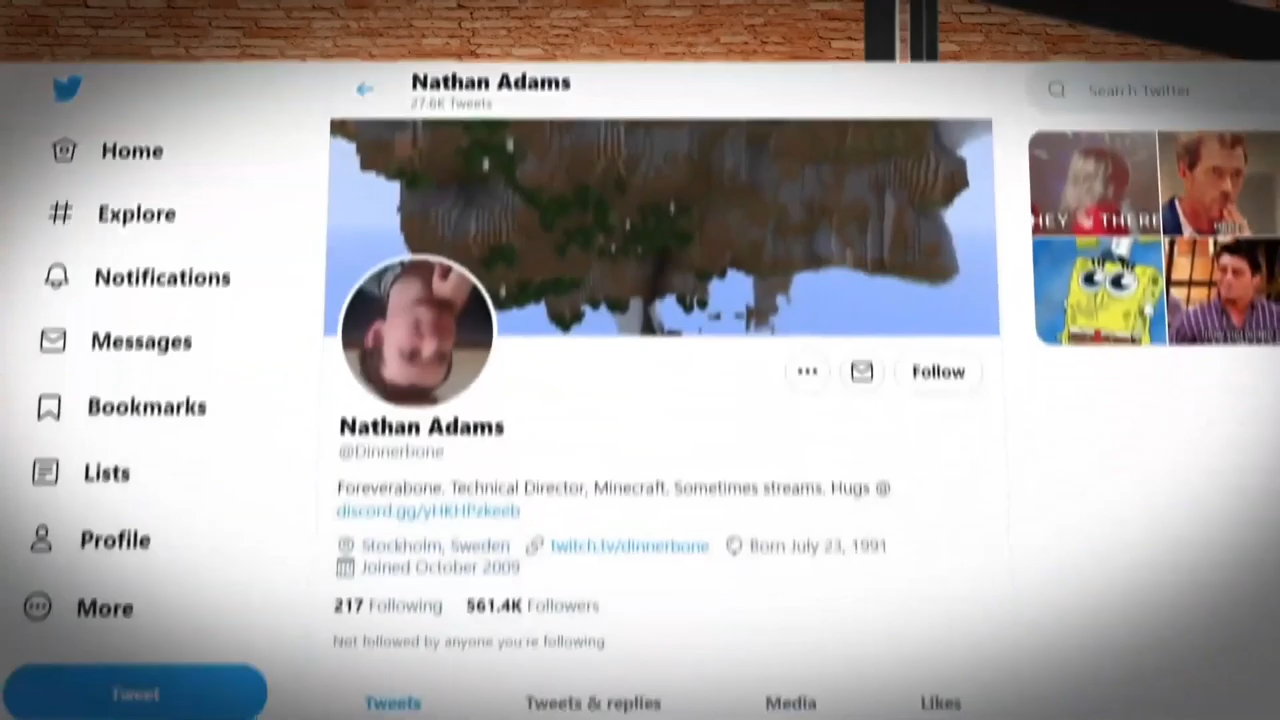 Nathan Adams
27.6K Tweets
Search Twitter
Home
Explore
Notifications
Messages
Bookmarks
Lists
Profile
More
Tweet
HEY THERE
Follow
Nathan Adams
@Dinnerbone
Foreverabone. Technical Director, Minecraft. Sometimes streams. Hugs @
Stockholm, Sweden twitch.tv/dinnerbone Born July 23, 1991
Joined October 2009
217 Following 561.4K Followers
Not followed by anyone you're following
Tweets Tweets & replies Media Likes